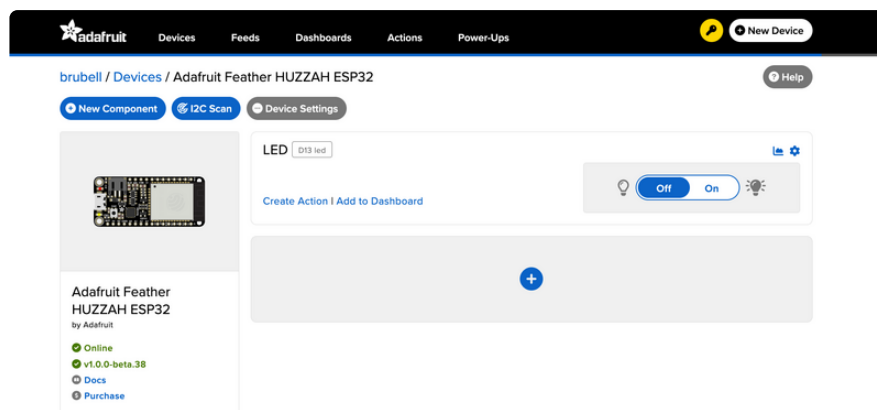 adafruit Devices Feeds Dashboards Actions Power-Ups New Device
brubell / Devices / Adafruit Feather HUZZAH ESP32 Help
New Component I2C Scan Device Settings
LED D13 led
Off On
Create Action | Add to Dashboard
Adafruit Feather
HUZZAH ESP32
by Adafruit
Online
v1.0.0-beta.38
Docs
Purchase